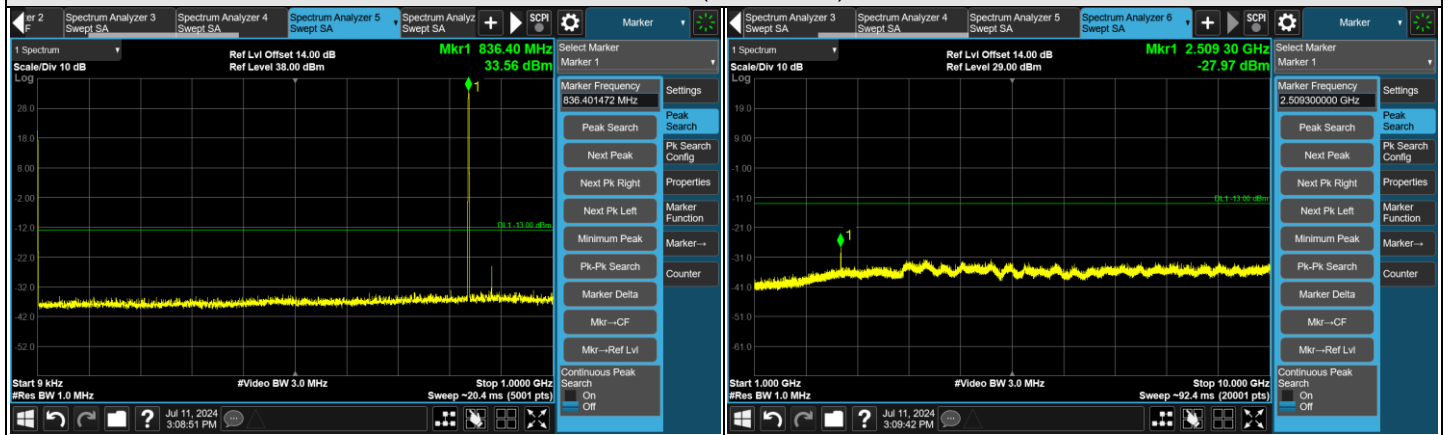 er 2
F
Spectrum Analyzer 3
Swept SA
Spectrum Analyzer 4
Swept SA
Spectrum Analyzer 5
Swept SA
Spectrum Analyz
Swept SA
SCPI
Marker
1 Spectrum
Scale/Div 10 dB
Log
Ref Lvl Offset 14.00 dB
Ref Level 38.00 dBm
Mkr1 836.40 MHz
33.56 dBm
1
28.0
18.0
8.00
-2.00
-12.0
-22.0
-32.0
-42.0
-52.0
DL1 -13.00 dBm
Start 9 kHz
#Res BW 1.0 MHz
#Video BW 3.0 MHz
Stop 1.0000 GHz
Sweep ~20.4 ms (5001 pts)
Select Marker
Marker 1
Marker Frequency
836.401472 MHz
Peak Search
Next Peak
Next Pk Right
Next Pk Left
Minimum Peak
Pk-Pk Search
Marker Delta
Mkr→CF
Mkr→Ref Lvl
Continuous Peak
Search
On
Off
Settings
Peak
Search
Pk Search
Config
Properties
Marker
Function
Marker→
Counter
?
Jul 11, 2024
3:08:51 PM
Spectrum Analyzer 3
Swept SA
Spectrum Analyzer 4
Swept SA
Spectrum Analyzer 5
Swept SA
Spectrum Analyzer 6
Swept SA
SCPI
Marker
1 Spectrum
Scale/Div 10 dB
Log
Ref Lvl Offset 14.00 dB
Ref Level 29.00 dBm
Mkr1 2.509 30 GHz
-27.97 dBm
1
19.0
9.00
-1.00
-11.0
-21.0
-31.0
-41.0
-51.0
-61.0
DL1 -13.00 dBm
Start 1.000 GHz
#Res BW 1.0 MHz
#Video BW 3.0 MHz
Stop 10.000 GHz
Sweep ~92.4 ms (20001 pts)
Select Marker
Marker 1
Marker Frequency
2.509300000 GHz
Peak Search
Next Peak
Next Pk Right
Next Pk Left
Minimum Peak
Pk-Pk Search
Marker Delta
Mkr→CF
Mkr→Ref Lvl
Continuous Peak
Search
On
Off
Settings
Peak
Search
Pk Search
Config
Properties
Marker
Function
Marker→
Counter
?
Jul 11, 2024
3:09:42 PM